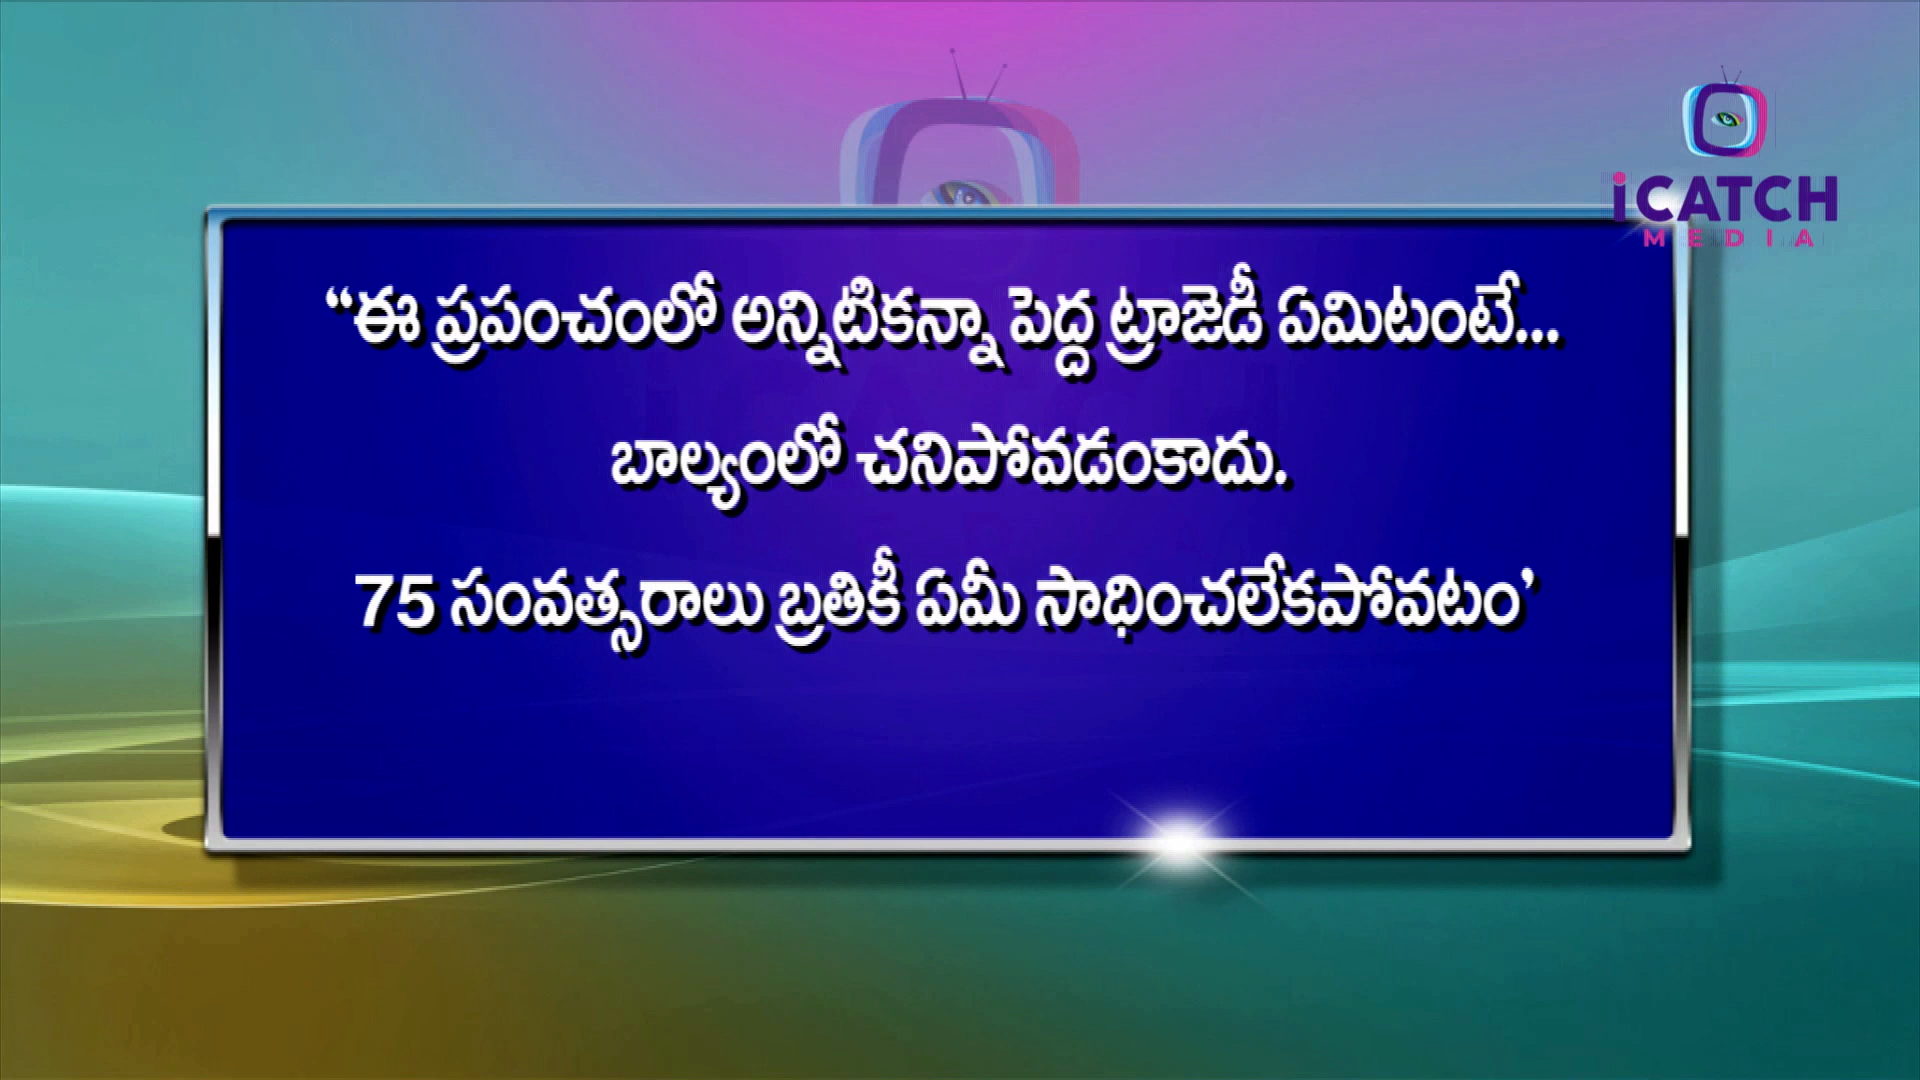 iCATCH
MEDIA
“ఈ ప్రపంచంలో అన్నిటికన్నా పెద్ద ట్రాజెడీ ఏమిటంటే...
బాల్యంలో చనిపోవడంకాదు.
75 సంవత్సరాలు బ్రతికీ ఏమీ సాధించలేకపోవటం’